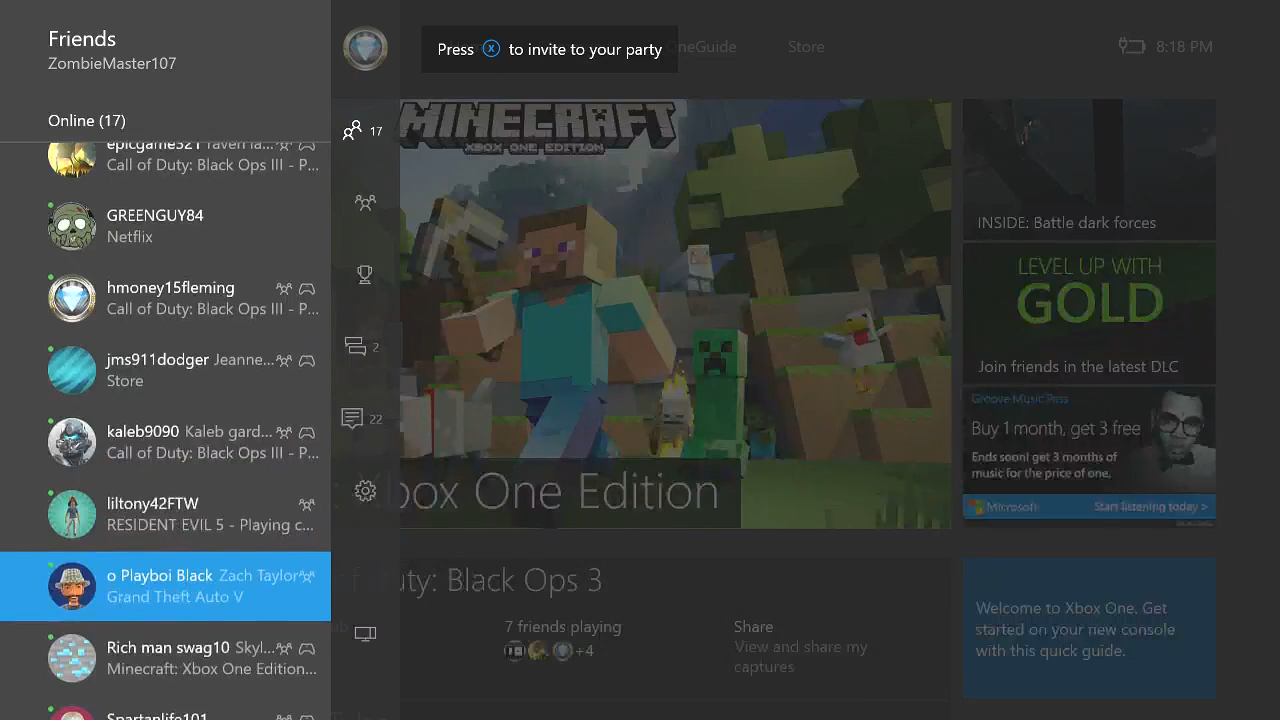 Friends
ZombieMaster107
Online (17)
epicgame321 raven la...
Call of Duty: Black Ops III - P...
GREENGUY84
Netflix
hmoney15fleming
Call of Duty: Black Ops III - P...
jms911dodger Jeanne...
Store
kaleb9090 Kaleb gard...
Call of Duty: Black Ops III - P...
liltony42FTW
RESIDENT EVIL 5 - Playing c...
o Playboi Black Zach Taylor
Grand Theft Auto V
Rich man swag10 Skyl...
Minecraft: Xbox One Edition...
Spartanlife101
17
2
22
Press X to invite to your party
OneGuide
Store
8:18 PM
MINECRAFT
XBOX ONE EDITION
Xbox One Edition
INSIDE: Battle dark forces
LEVEL UP WITH
GOLD
Join friends in the latest DLC
Groove Music Pass
Buy 1 month, get 3 free
Ends soon! get 3 months of
music for the price of one.
Microsoft
Start listening today >
of Duty: Black Ops 3
7 friends playing
+4
Share
View and share my
captures
Welcome to Xbox One. Get
started on your new console
with this quick guide.